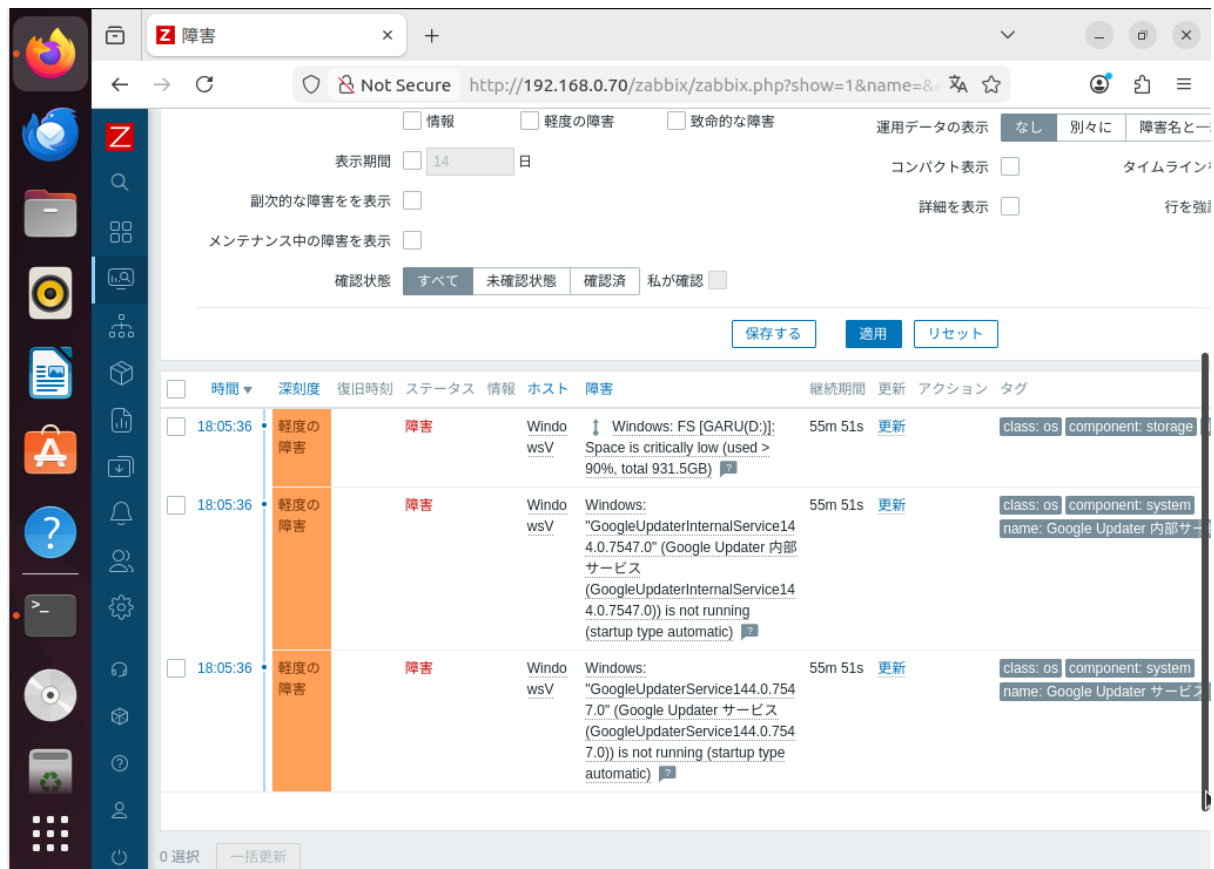 Z 障害
Not Secure http://192.168.0.70/zabbix/zabbix.php?show=1&name=&
Z
情報 軽度の障害 致命的な障害
運用データの表示 なし 別々に 障害名と一
表示期間 14 日
コンパクト表示 タイムライン
副次的な障害をを表示
詳細を表示 行を強
メンテナンス中の障害を表示
確認状態 すべて 未確認状態 確認済 私が確認
保存する 適用 リセット
時間 深刻度 復旧時刻 ステータス 情報 ホスト 障害 継続期間 更新 アクション タグ
18:05:36 軽度の 障害 Windo Windows: FS [GARU(D:)]: 55m 51s 更新 class: os component: storage
障害 wsV Space is critically low (used >
90%, total 931.5GB) ?
18:05:36 軽度の 障害 Windo Windows: 55m 51s 更新 class: os component: system
障害 wsV "GoogleUpdaterInternalService14 name: Google Updater 内部サー
4.0.7547.0" (Google Updater 内部
サービス
(GoogleUpdaterInternalService14
4.0.7547.0)) is not running
(startup type automatic) ?
18:05:36 軽度の 障害 Windo Windows: 55m 51s 更新 class: os component: system
障害 wsV "GoogleUpdaterService144.0.754 name: Google Updater サービス
7.0" (Google Updater サービス
(GoogleUpdaterService144.0.754
7.0)) is not running (startup type
automatic) ?
0 選択 一括更新